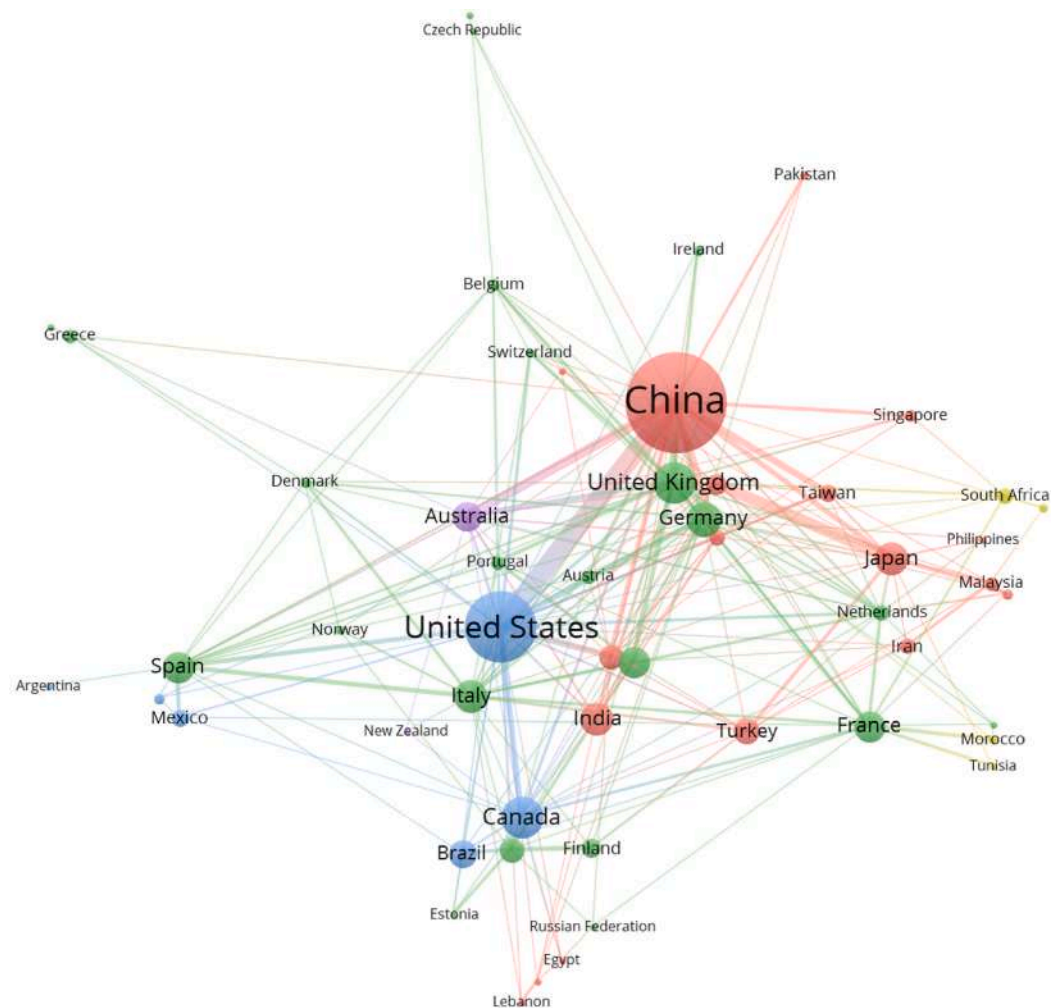 Czech Republic
Pakistan
Ireland
Belgium
Greece
Switzerland
China
Singapore
Denmark
United Kingdom
Taiwan
South Africa
Australia
Germany
Philippines
Portugal
Japan
Austria
Malaysia
Netherlands
United States
Norway
Iran
Spain
Argentina
Italy
Mexico
India
New Zealand
Turkey
France
Morocco
Tunisia
Canada
Brazil
Finland
Estonia
Russian Federation
Egypt
Lebanon